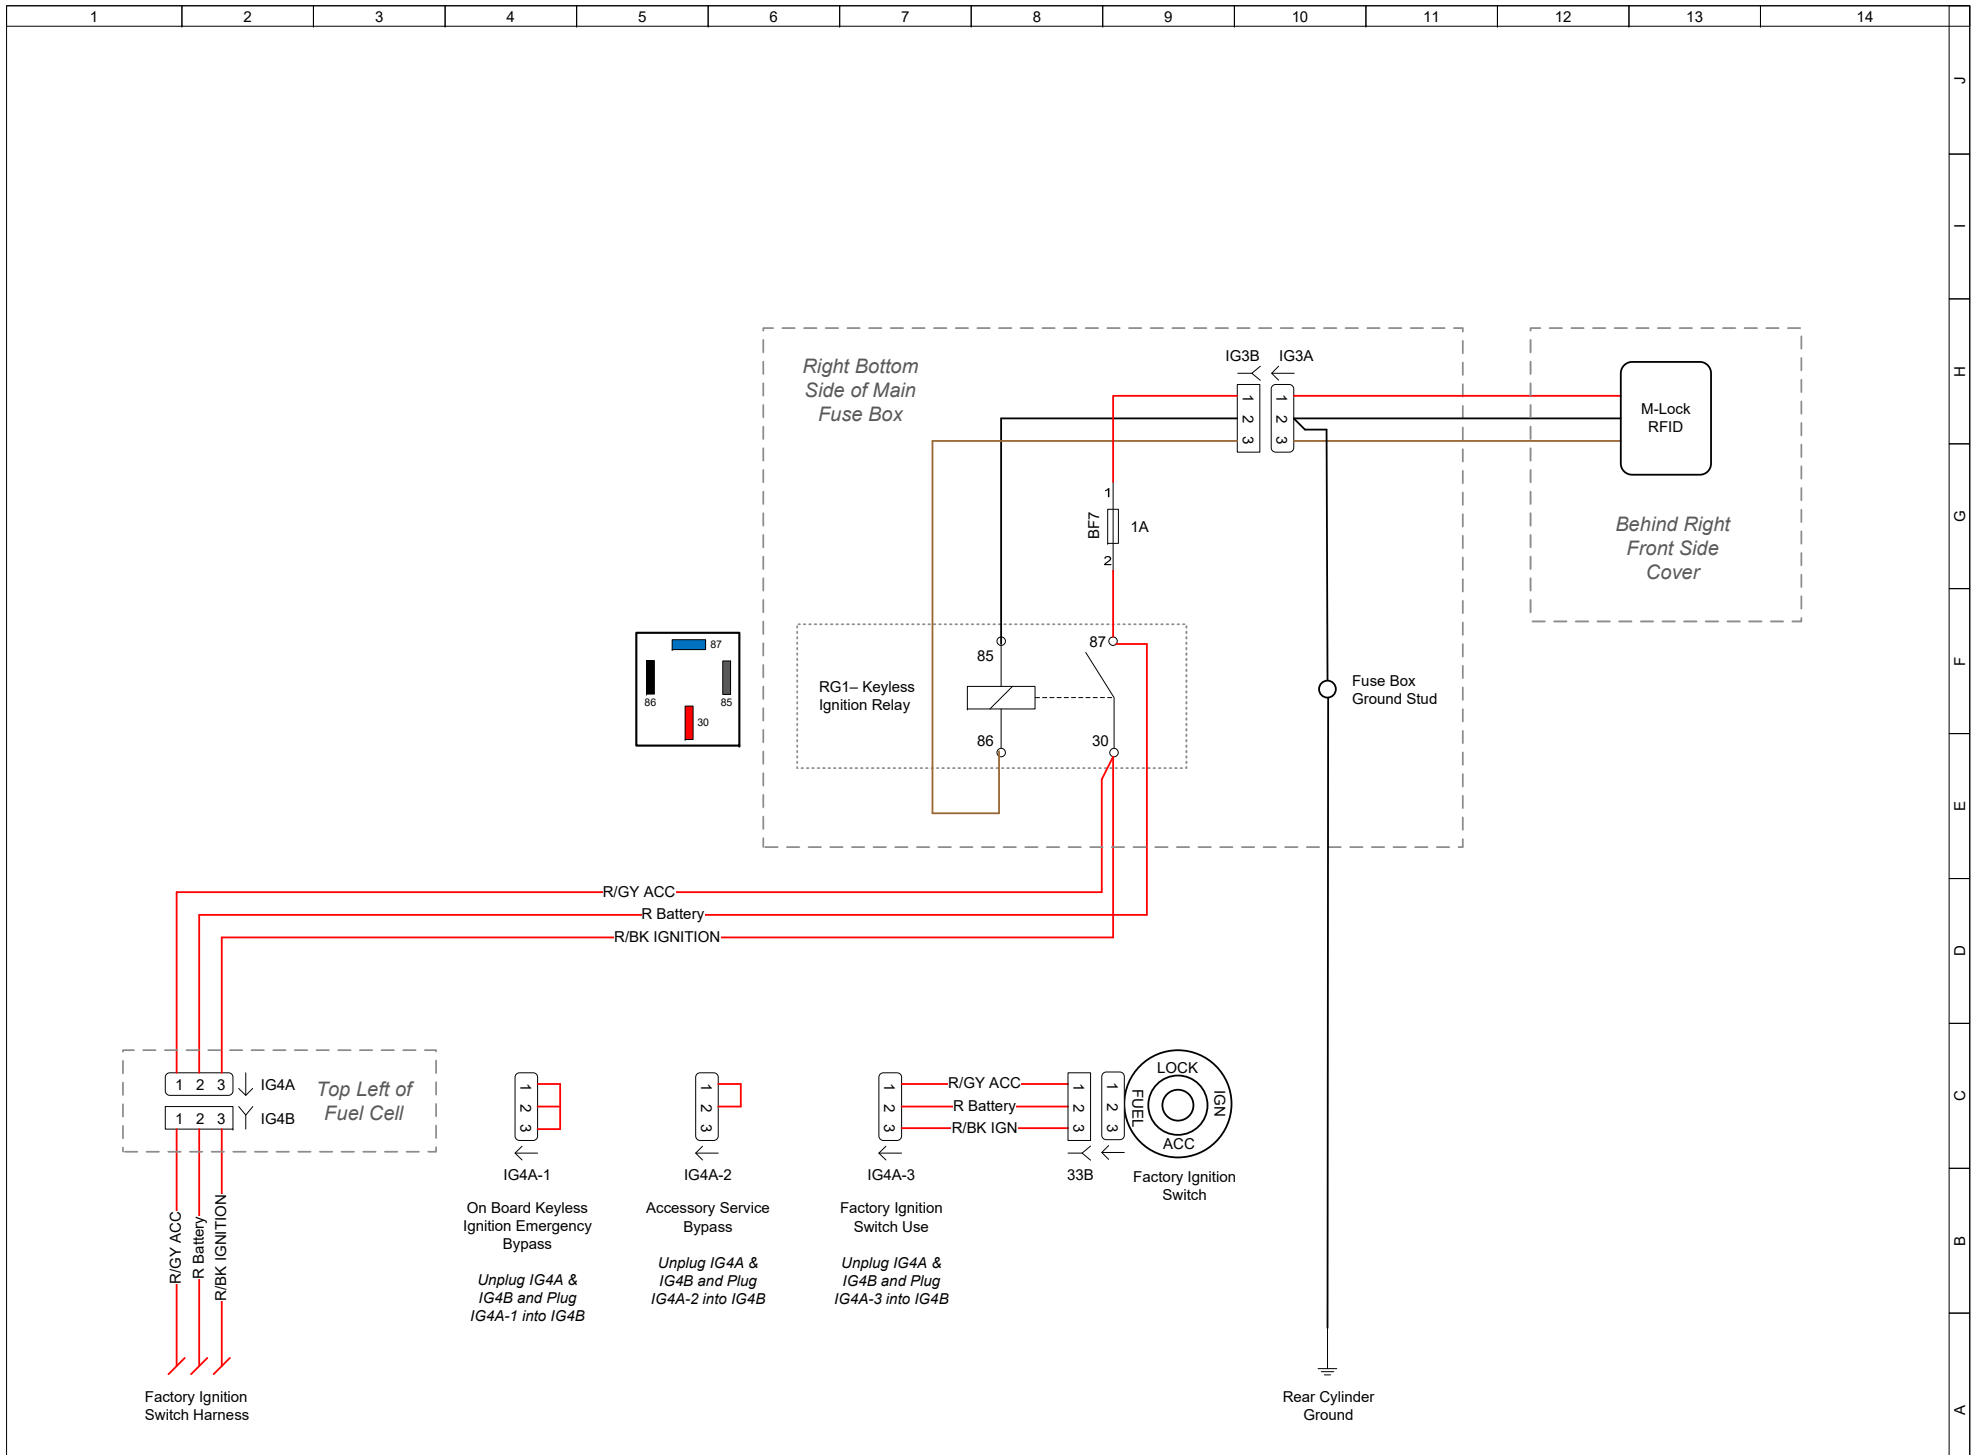 1 2 3 4 5 6 7 8 9 10 11 12 13 14
J
I
H
G
F
E
D
C
B
A
Right Bottom
Side of Main
Fuse Box
IG3B IG3A
1 1
2 2
3 3
M-Lock
RFID
Behind Right
Front Side
Cover
1
BF7 1A
2
87
86 85
30
RG1– Keyless
Ignition Relay
85 87
86 30
Fuse Box
Ground Stud
R/GY ACC
R Battery
R/BK IGNITION
1 2 3 IG4A
1 2 3 IG4B
Top Left of
Fuel Cell
R/GY ACC
R Battery
R/BK IGNITION
Factory Ignition
Switch Harness
1
2
3
IG4A-1
On Board Keyless
Ignition Emergency
Bypass
Unplug IG4A &
IG4B and Plug
IG4A-1 into IG4B
1
2
3
IG4A-2
Accessory Service
Bypass
Unplug IG4A &
IG4B and Plug
IG4A-2 into IG4B
1 R/GY ACC 1 1
2 R Battery 2 2
3 R/BK IGN 3 3
IG4A-3
Factory Ignition
Switch Use
Unplug IG4A &
IG4B and Plug
IG4A-3 into IG4B
33B
LOCK
FUEL IGN
ACC
Factory Ignition
Switch
Rear Cylinder
Ground